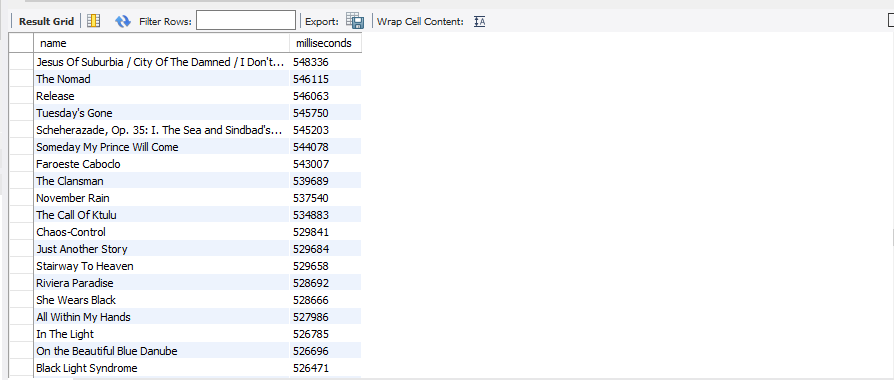 Result Grid Filter Rows: Export: Wrap Cell Content: IA
name milliseconds
Jesus Of Suburbia / City Of The Damned / I Don't... 548336
The Nomad 546115
Release 546063
Tuesday's Gone 545750
Scheherazade, Op. 35: I. The Sea and Sindbad's... 545203
Someday My Prince Will Come 544078
Faroeste Caboclo 543007
The Clansman 539689
November Rain 537540
The Call Of Ktulu 534883
Chaos-Control 529841
Just Another Story 529684
Stairway To Heaven 529658
Riviera Paradise 528692
She Wears Black 528666
All Within My Hands 527986
In The Light 526785
On the Beautiful Blue Danube 526696
Black Light Syndrome 526471